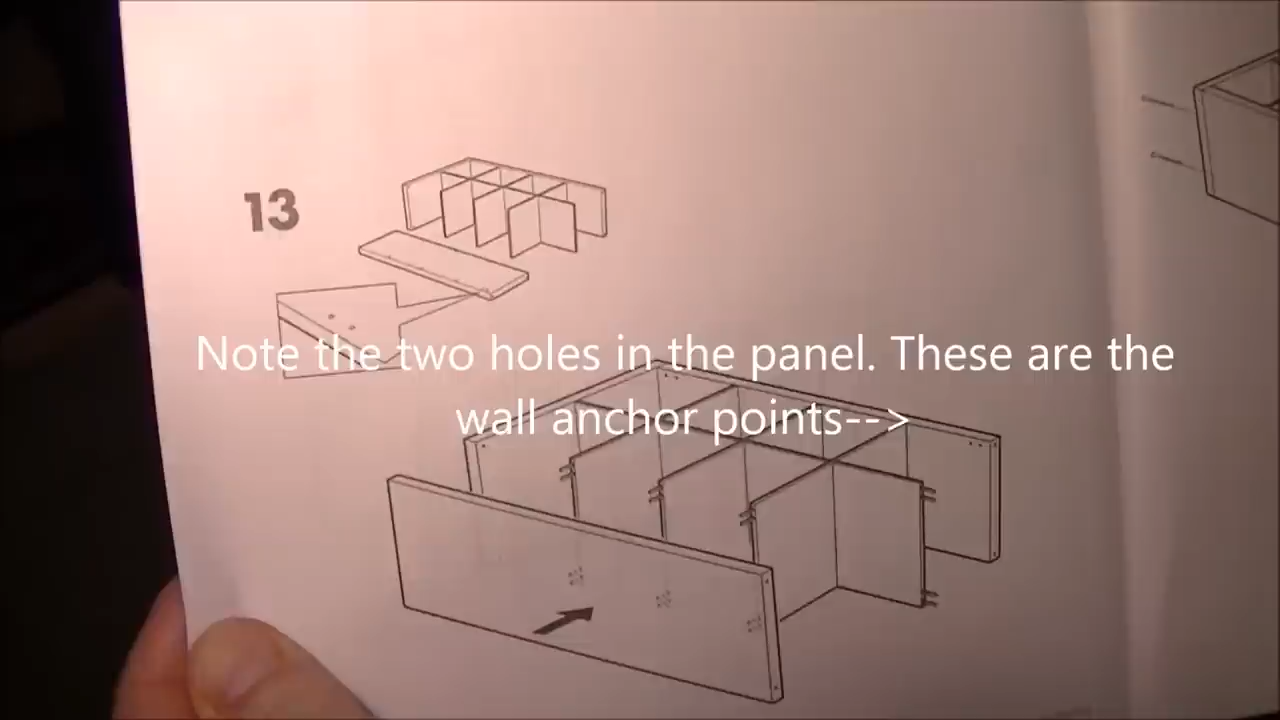 13
Note the two holes in the panel. These are the
wall anchor points-->